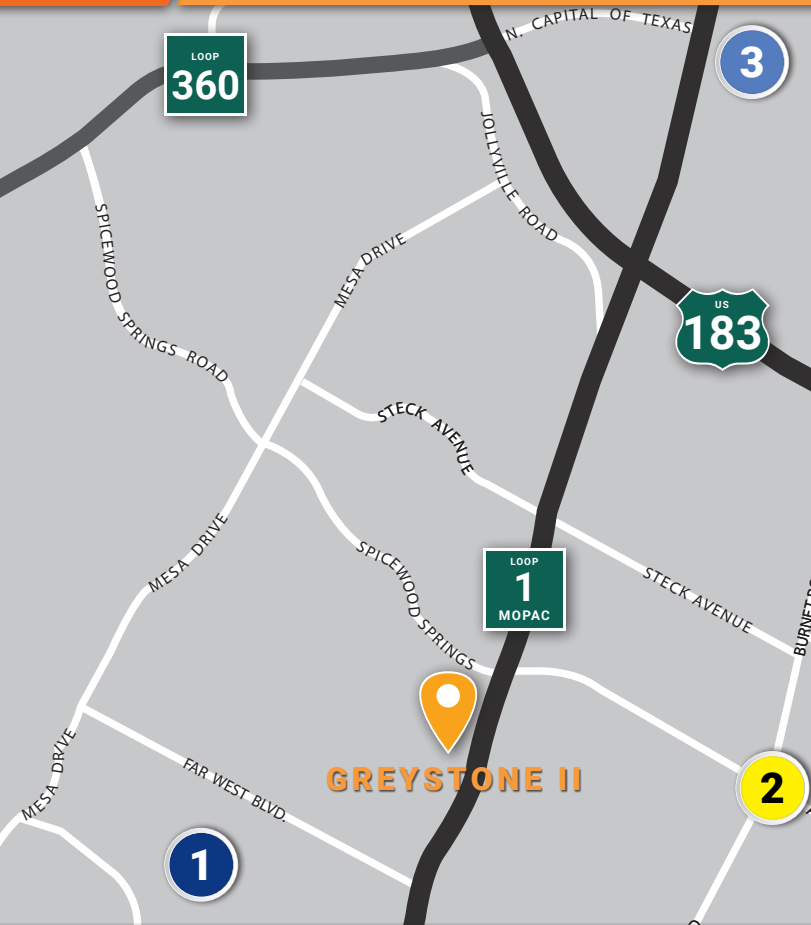 N. CAPITAL OF TEXAS
3
LOOP
360
JOLLYVILLE ROAD
SPICEWOOD SPRINGS ROAD
MESA DRIVE
US
183
STECK AVENUE
MESA DRIVE
SPICEWOOD SPRINGS
LOOP
1
MOPAC
STECK AVENUE
BURNET
GREYSTONE II
MESA DRIVE
FAR WEST BLVD.
2
1